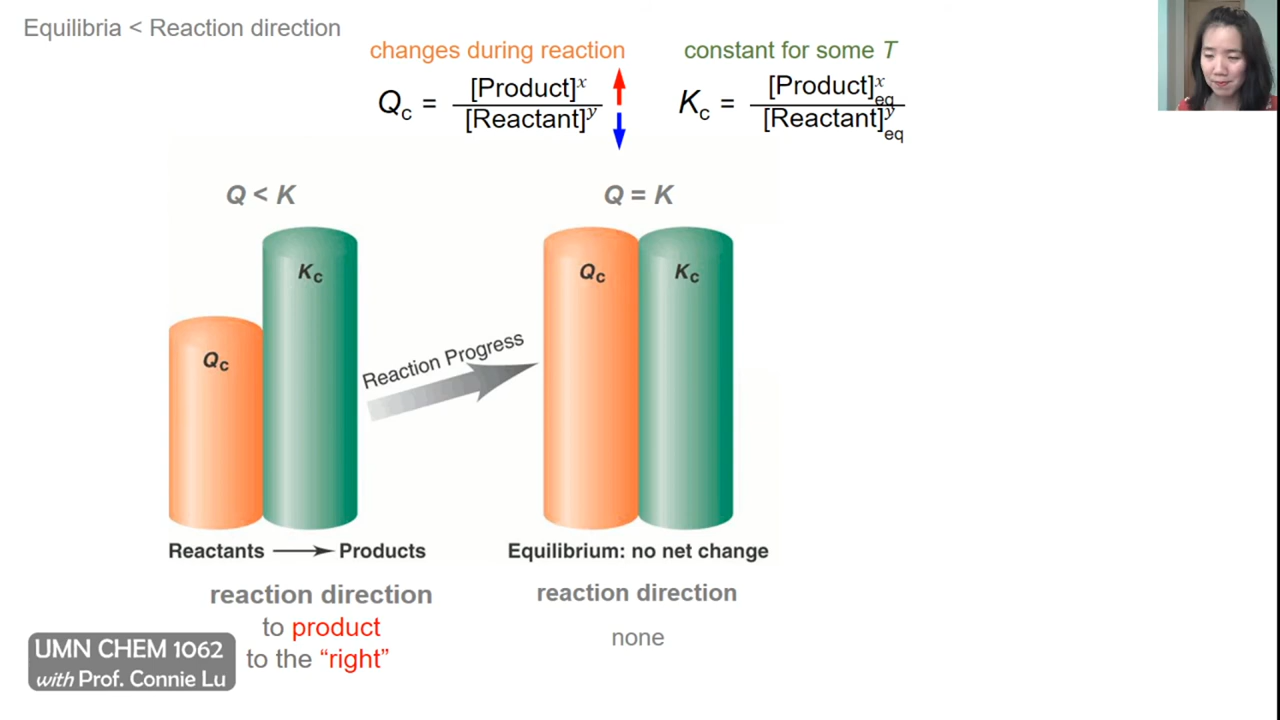 Equilibria < Reaction direction
changes during reaction
constant for some T
Qc = [Product]^x / [Reactant]^y
Kc = [Product]^x_eq / [Reactant]^y_eq
Q < K
Q = K
Qc
Kc
Reaction Progress
Qc
Kc
Reactants → Products
Equilibrium: no net change
reaction direction
to product
to the “right”
reaction direction
none
UMN CHEM 1062
with Prof. Connie Lu